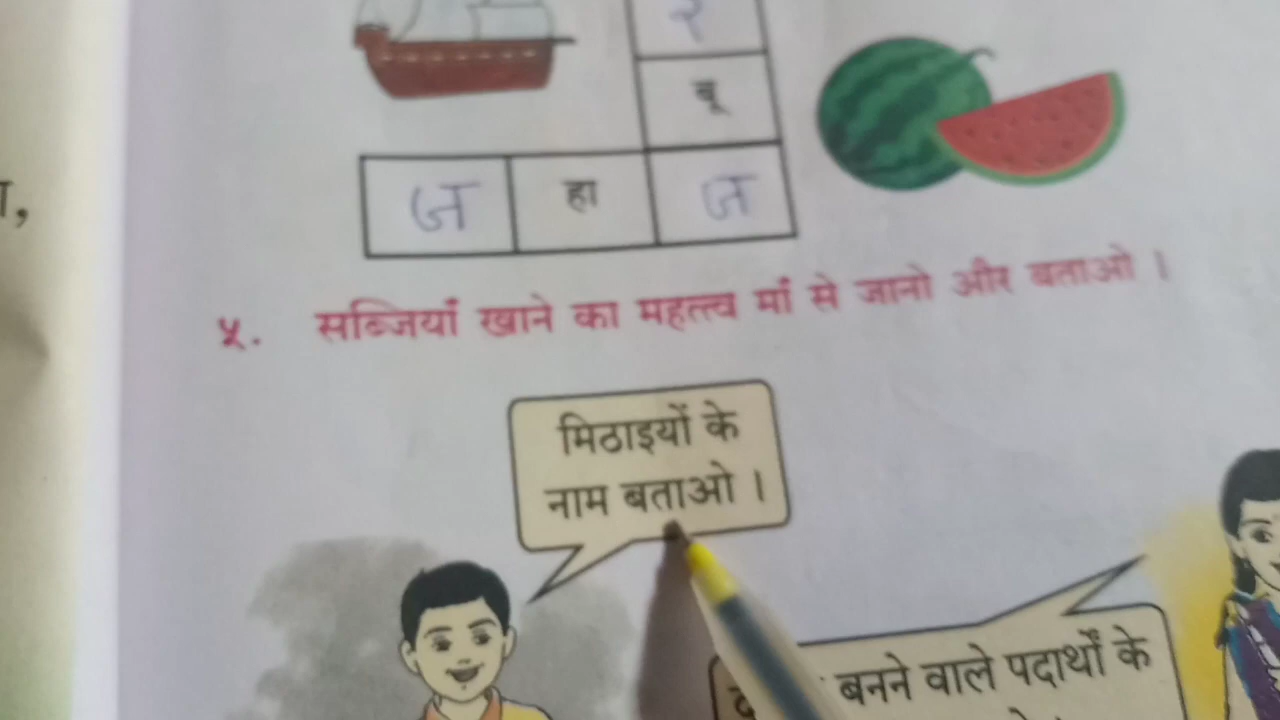 र
बू
ज हा ज
५. सब्जियाँ खाने का महत्त्व माँ से जानो और बताओ ।
मिठाइयों के
नाम बताओ ।
बनने वाले पदार्थों के